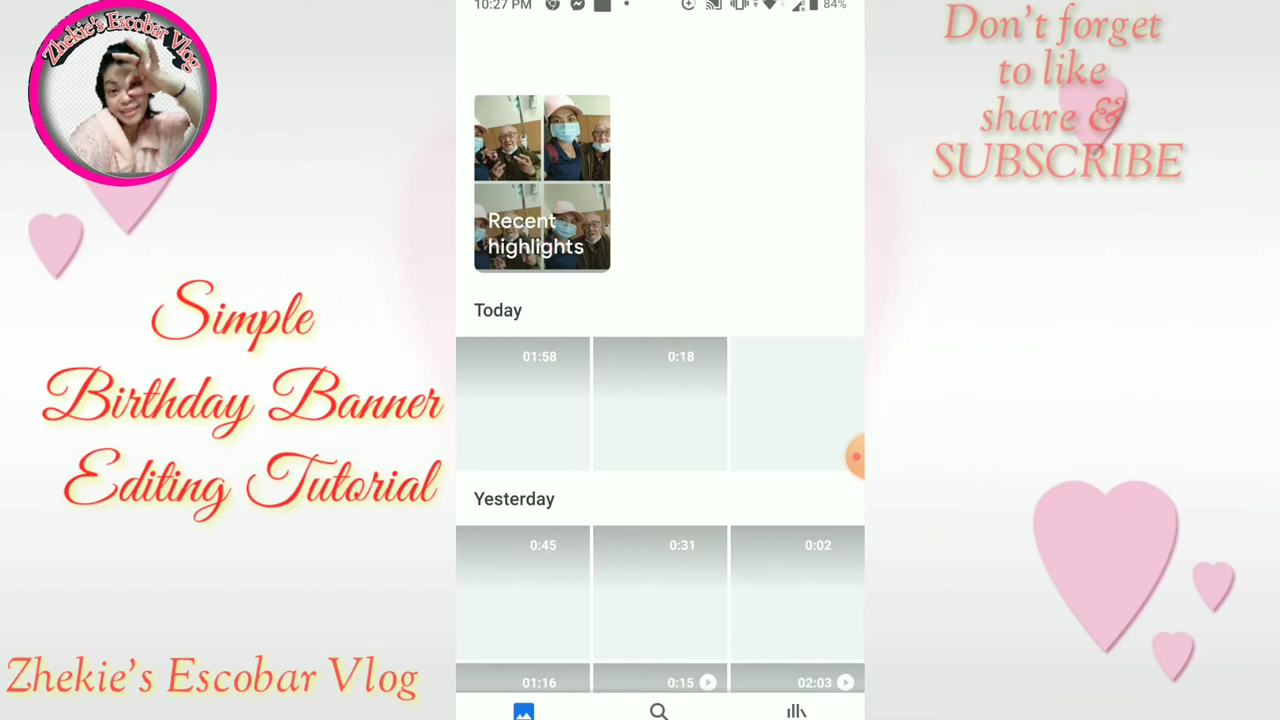 Zhekie's Escobar Vlog
Simple
Birthday Banner
Editing Tutorial
Zhekie's Escobar Vlog
10:27 PM
84%
Recent
highlights
Today
01:58
0:18
Yesterday
0:45
0:31
0:02
01:16
0:15
02:03
Don't forget
to like
share &
SUBSCRIBE